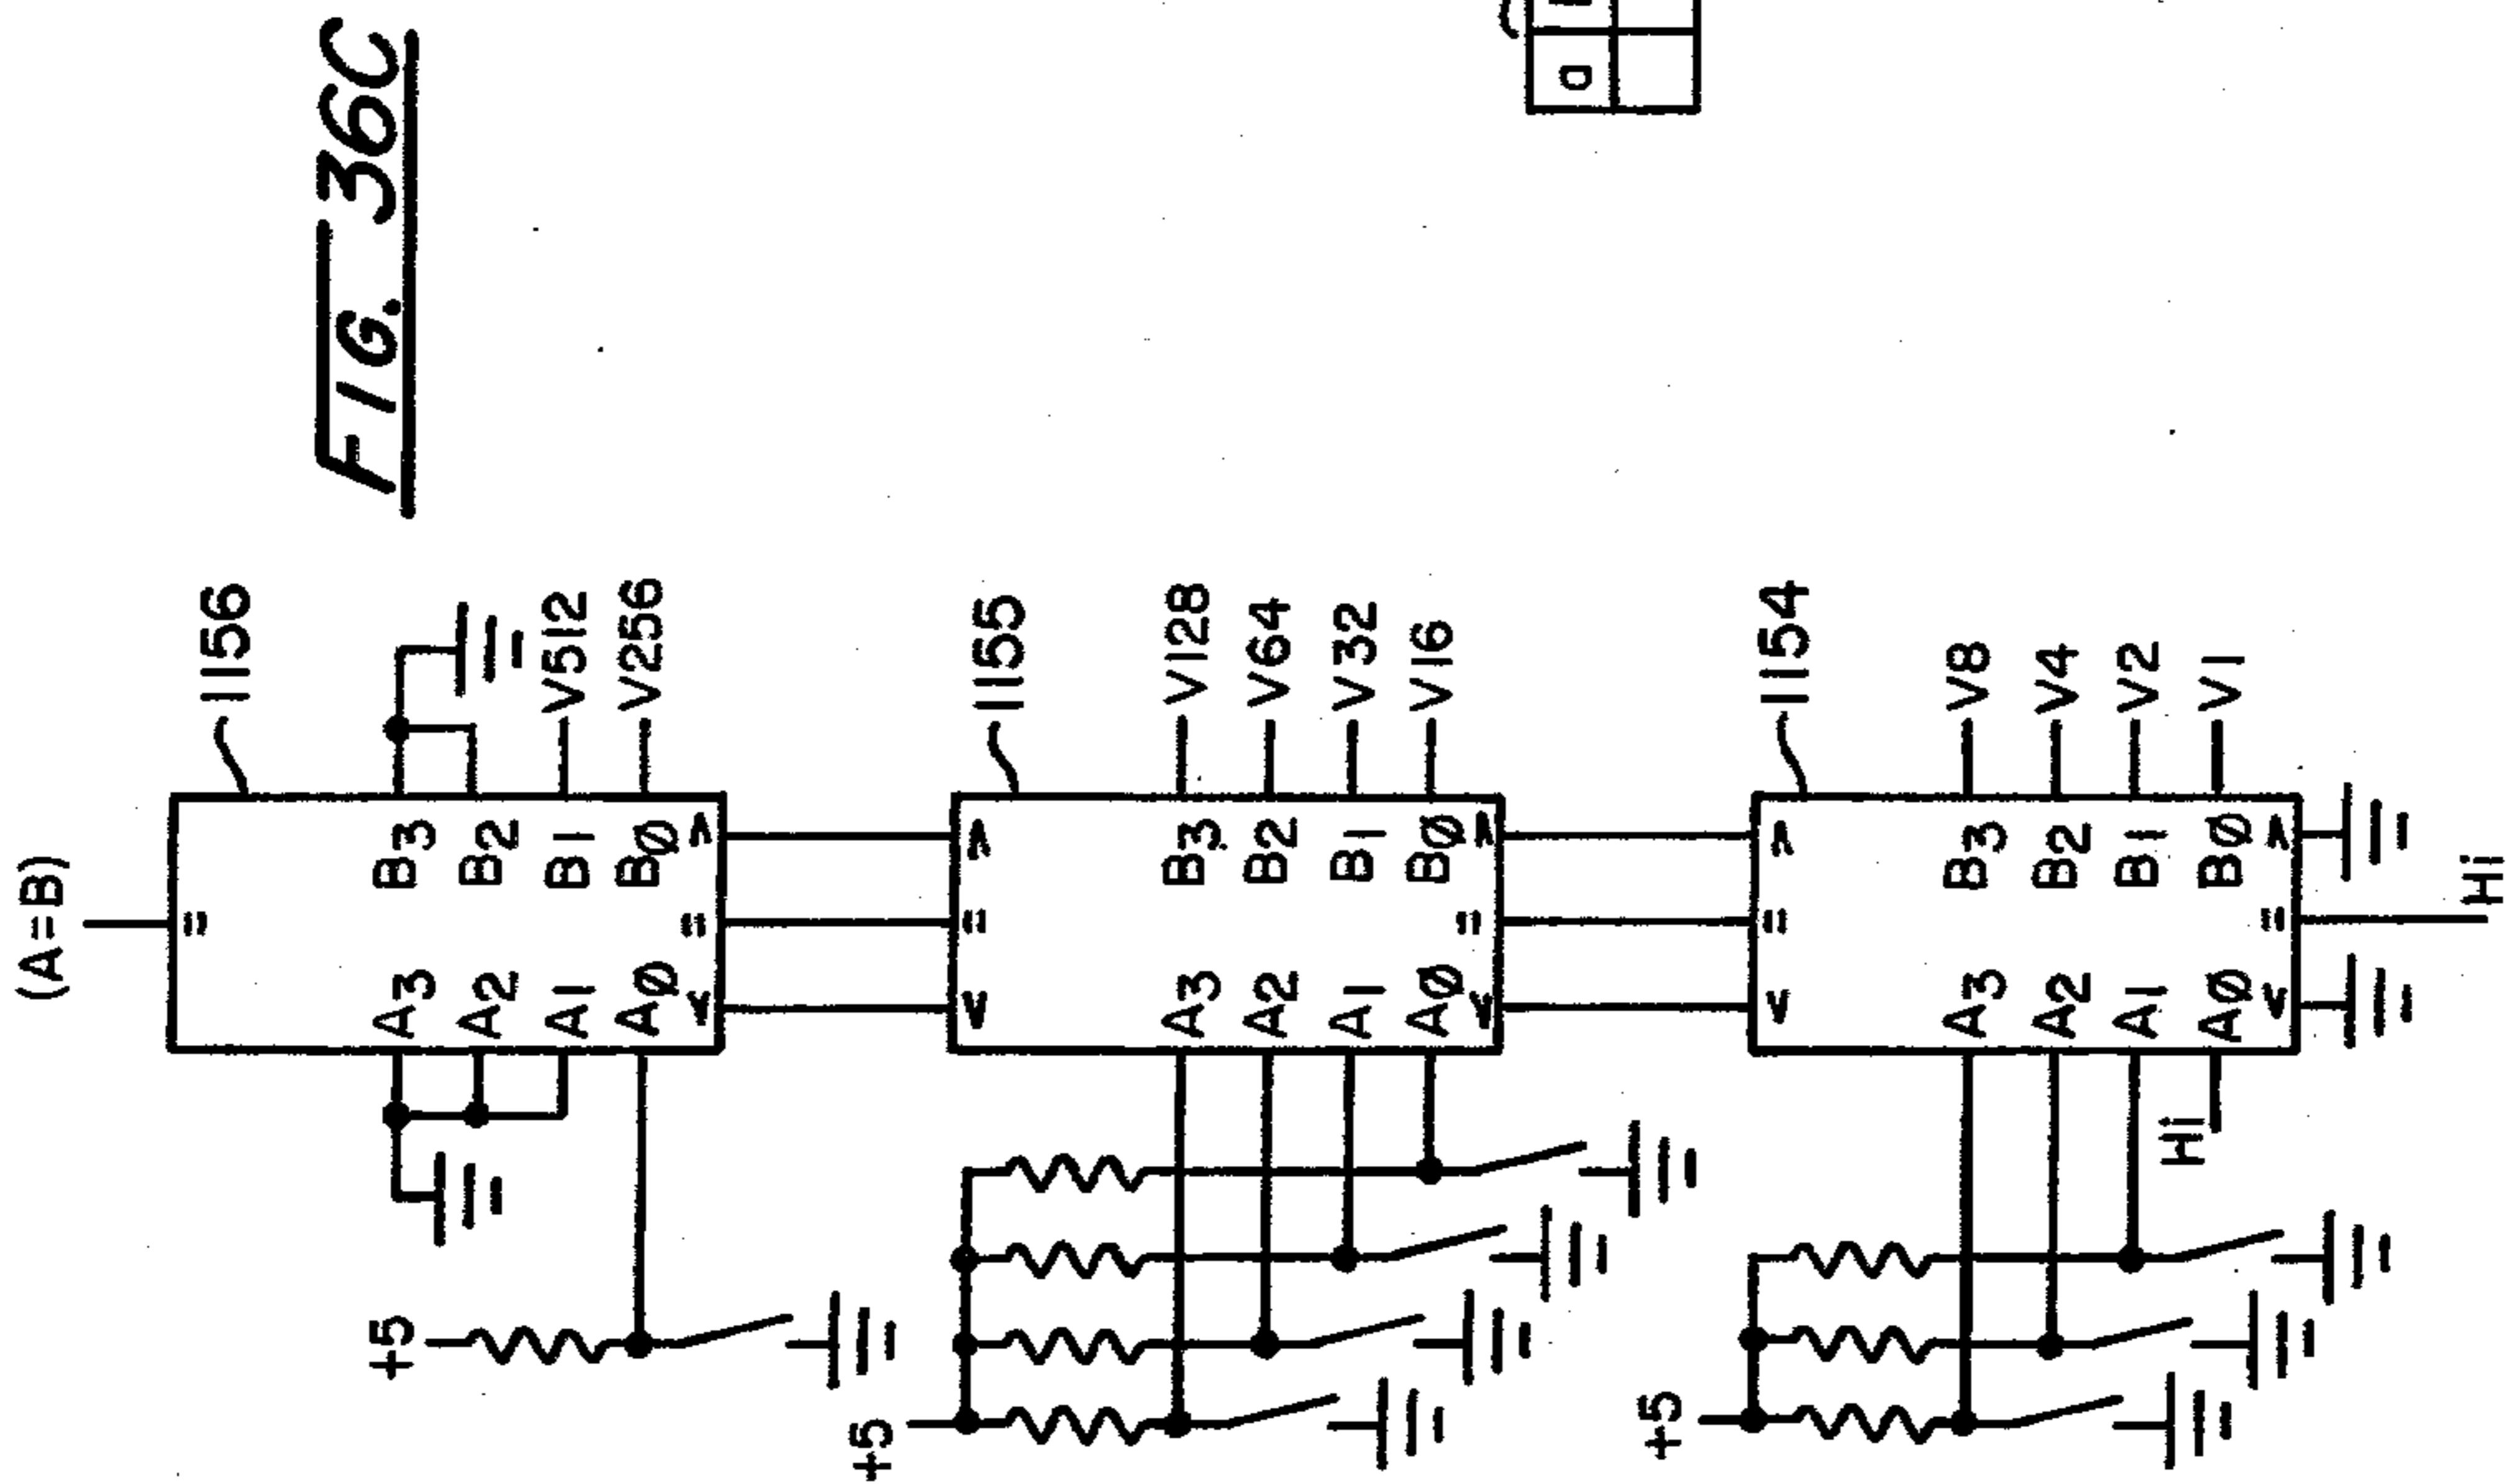 (A=B)
=
1156
FIG. 36C
+5
A3 B3
A2 B2
A1 B1 V512
AØ BØ V256
< = >
+5
< = >
1155
A3 B3 V128
A2 B2 V64
A1 B1 V32
AØ BØ V16
< = >
a
+5
< = >
1154
A3 B3 V8
A2 B2 V4
A1 B1 V2
Hi
AØ BØ V1
< = >
Hi